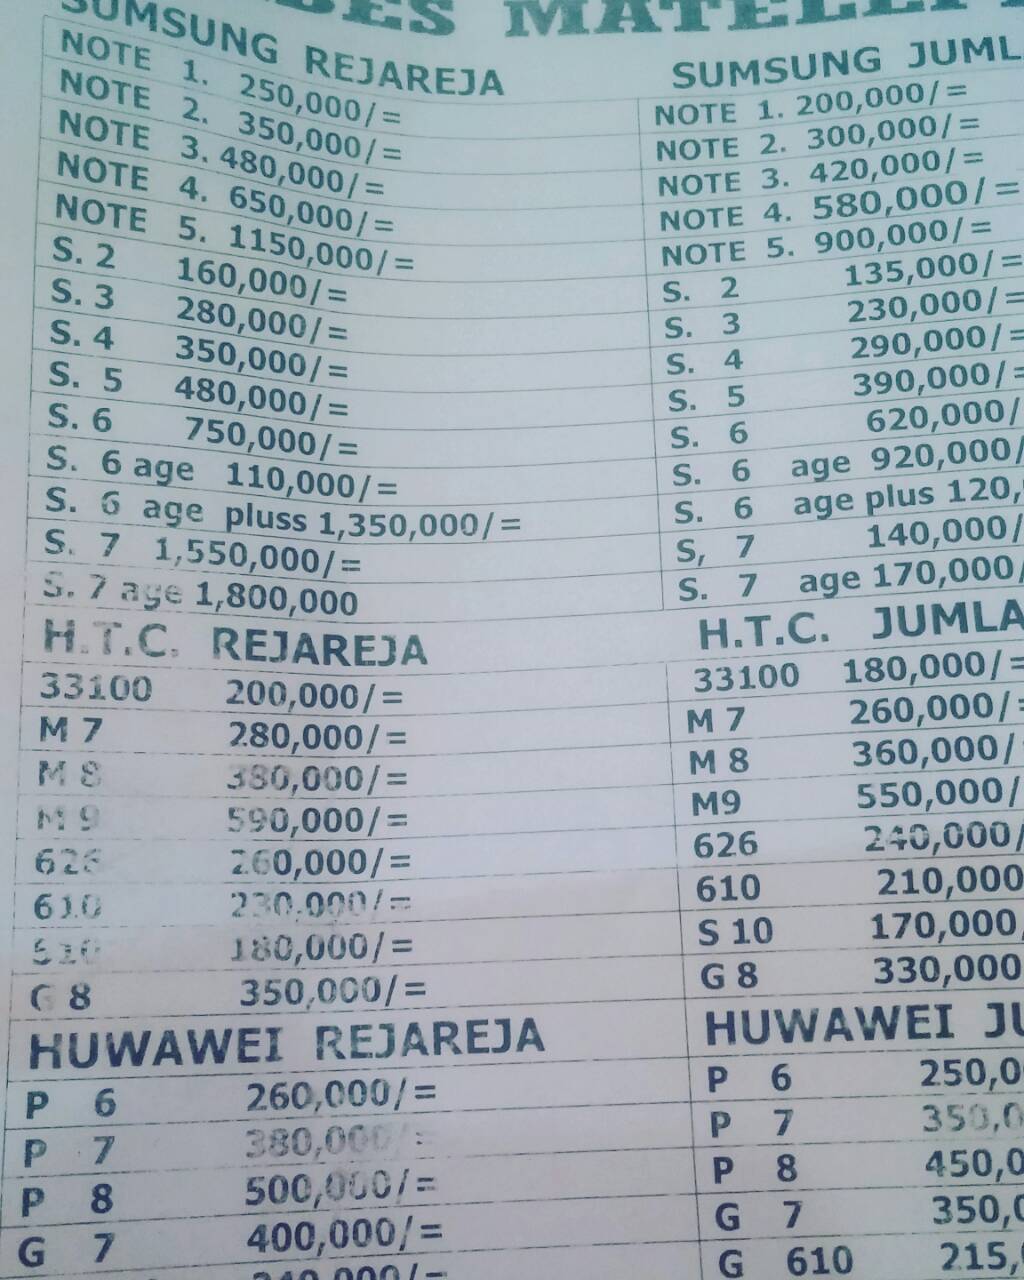 MATELL
SUMSUNG REJAREJA
NOTE 1. 250,000/=
NOTE 2. 350,000/=
NOTE 3. 480,000/=
NOTE 4. 650,000/=
NOTE 5. 1150,000/=
S. 2 160,000/=
S. 3 280,000/=
S. 4 350,000/=
S. 5 480,000/=
S. 6 750,000/=
S. 6 age 110,000/=
S. 6 age pluss 1,350,000/=
S. 7 1,550,000/=
S. 7 age 1,800,000
SUMSUNG JUML
NOTE 1. 200,000/=
NOTE 2. 300,000/=
NOTE 3. 420,000/=
NOTE 4. 580,000/=
NOTE 5. 900,000/=
S. 2 135,000/=
S. 3 230,000/=
S. 4 290,000/=
S. 5 390,000/=
S. 6 620,000/
S. 6 age 920,000/
S. 6 age plus 120,
S, 7 140,000/
S. 7 age 170,000/
H.T.C. REJAREJA
33100 200,000/=
M 7 280,000/=
M 8 380,000/=
M 9 590,000/=
626 260,000/=
610 230,000/=
510 180,000/=
G 8 350,000/=
H.T.C. JUMLA
33100 180,000/=
M 7 260,000/=
M 8 360,000/
M9 550,000/
626 240,000/
610 210,000
S 10 170,000
G 8 330,000
HUWAWEI REJAREJA
P 6 260,000/=
P 7 380,000/=
P 8 500,000/=
G 7 400,000/=
HUWAWEI JU
P 6 250,0
P 7 350,0
P 8 450,0
G 7 350,0
G 610 215,